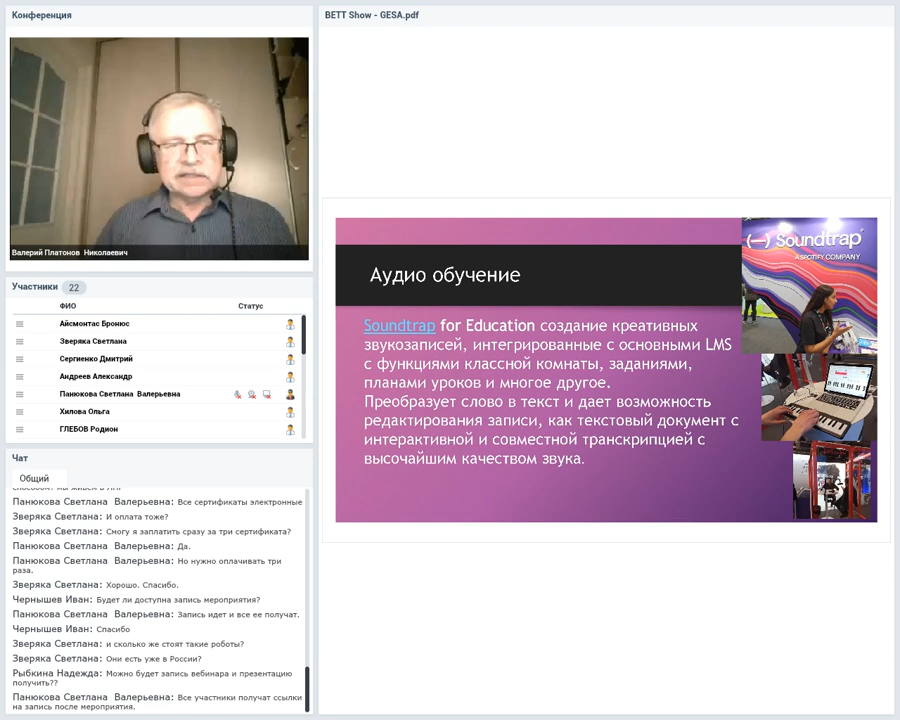 Конференция
Валерий Платонов Николаевич
Участники 22
ФИО Статус
Айсмонтас Бронюс
Зверяка Светлана
Сергиенко Дмитрий
Андреев Александр
Панюкова Светлана Валерьевна
Хилова Ольга
ГЛЕБОВ Родион
Чат
Общий
Панюкова Светлана Валерьевна: Все сертификаты электронные
Зверяка Светлана: И оплата тоже?
Зверяка Светлана: Смогу я заплатить сразу за три сертификата?
Панюкова Светлана Валерьевна: Да.
Панюкова Светлана Валерьевна: Но нужно оплачивать три
раза.
Зверяка Светлана: Хорошо. Спасибо.
Чернышев Иван: Будет ли доступна запись мероприятия?
Панюкова Светлана Валерьевна: Запись идет и все ее получат.
Чернышев Иван: Спасибо
Зверяка Светлана: и сколько же стоят такие роботы?
Зверяка Светлана: Они есть уже в России?
Рыбкина Надежда: Можно будет запись вебинара и презентацию
получить??
Панюкова Светлана Валерьевна: Все участники получат ссылки
на запись после мероприятия.
BETT Show - GESA.pdf
Аудио обучение
Soundtrap for Education создание креативных
звукозаписей, интегрированные с основными LMS
с функциями классной комнаты, заданиями,
планами уроков и многое другое.
Преобразует слово в текст и дает возможность
редактирования записи, как текстовый документ с
интерактивной и совместной транскрипцией с
высочайшим качеством звука.
Soundtrap
A SPOTIFY COMPANY